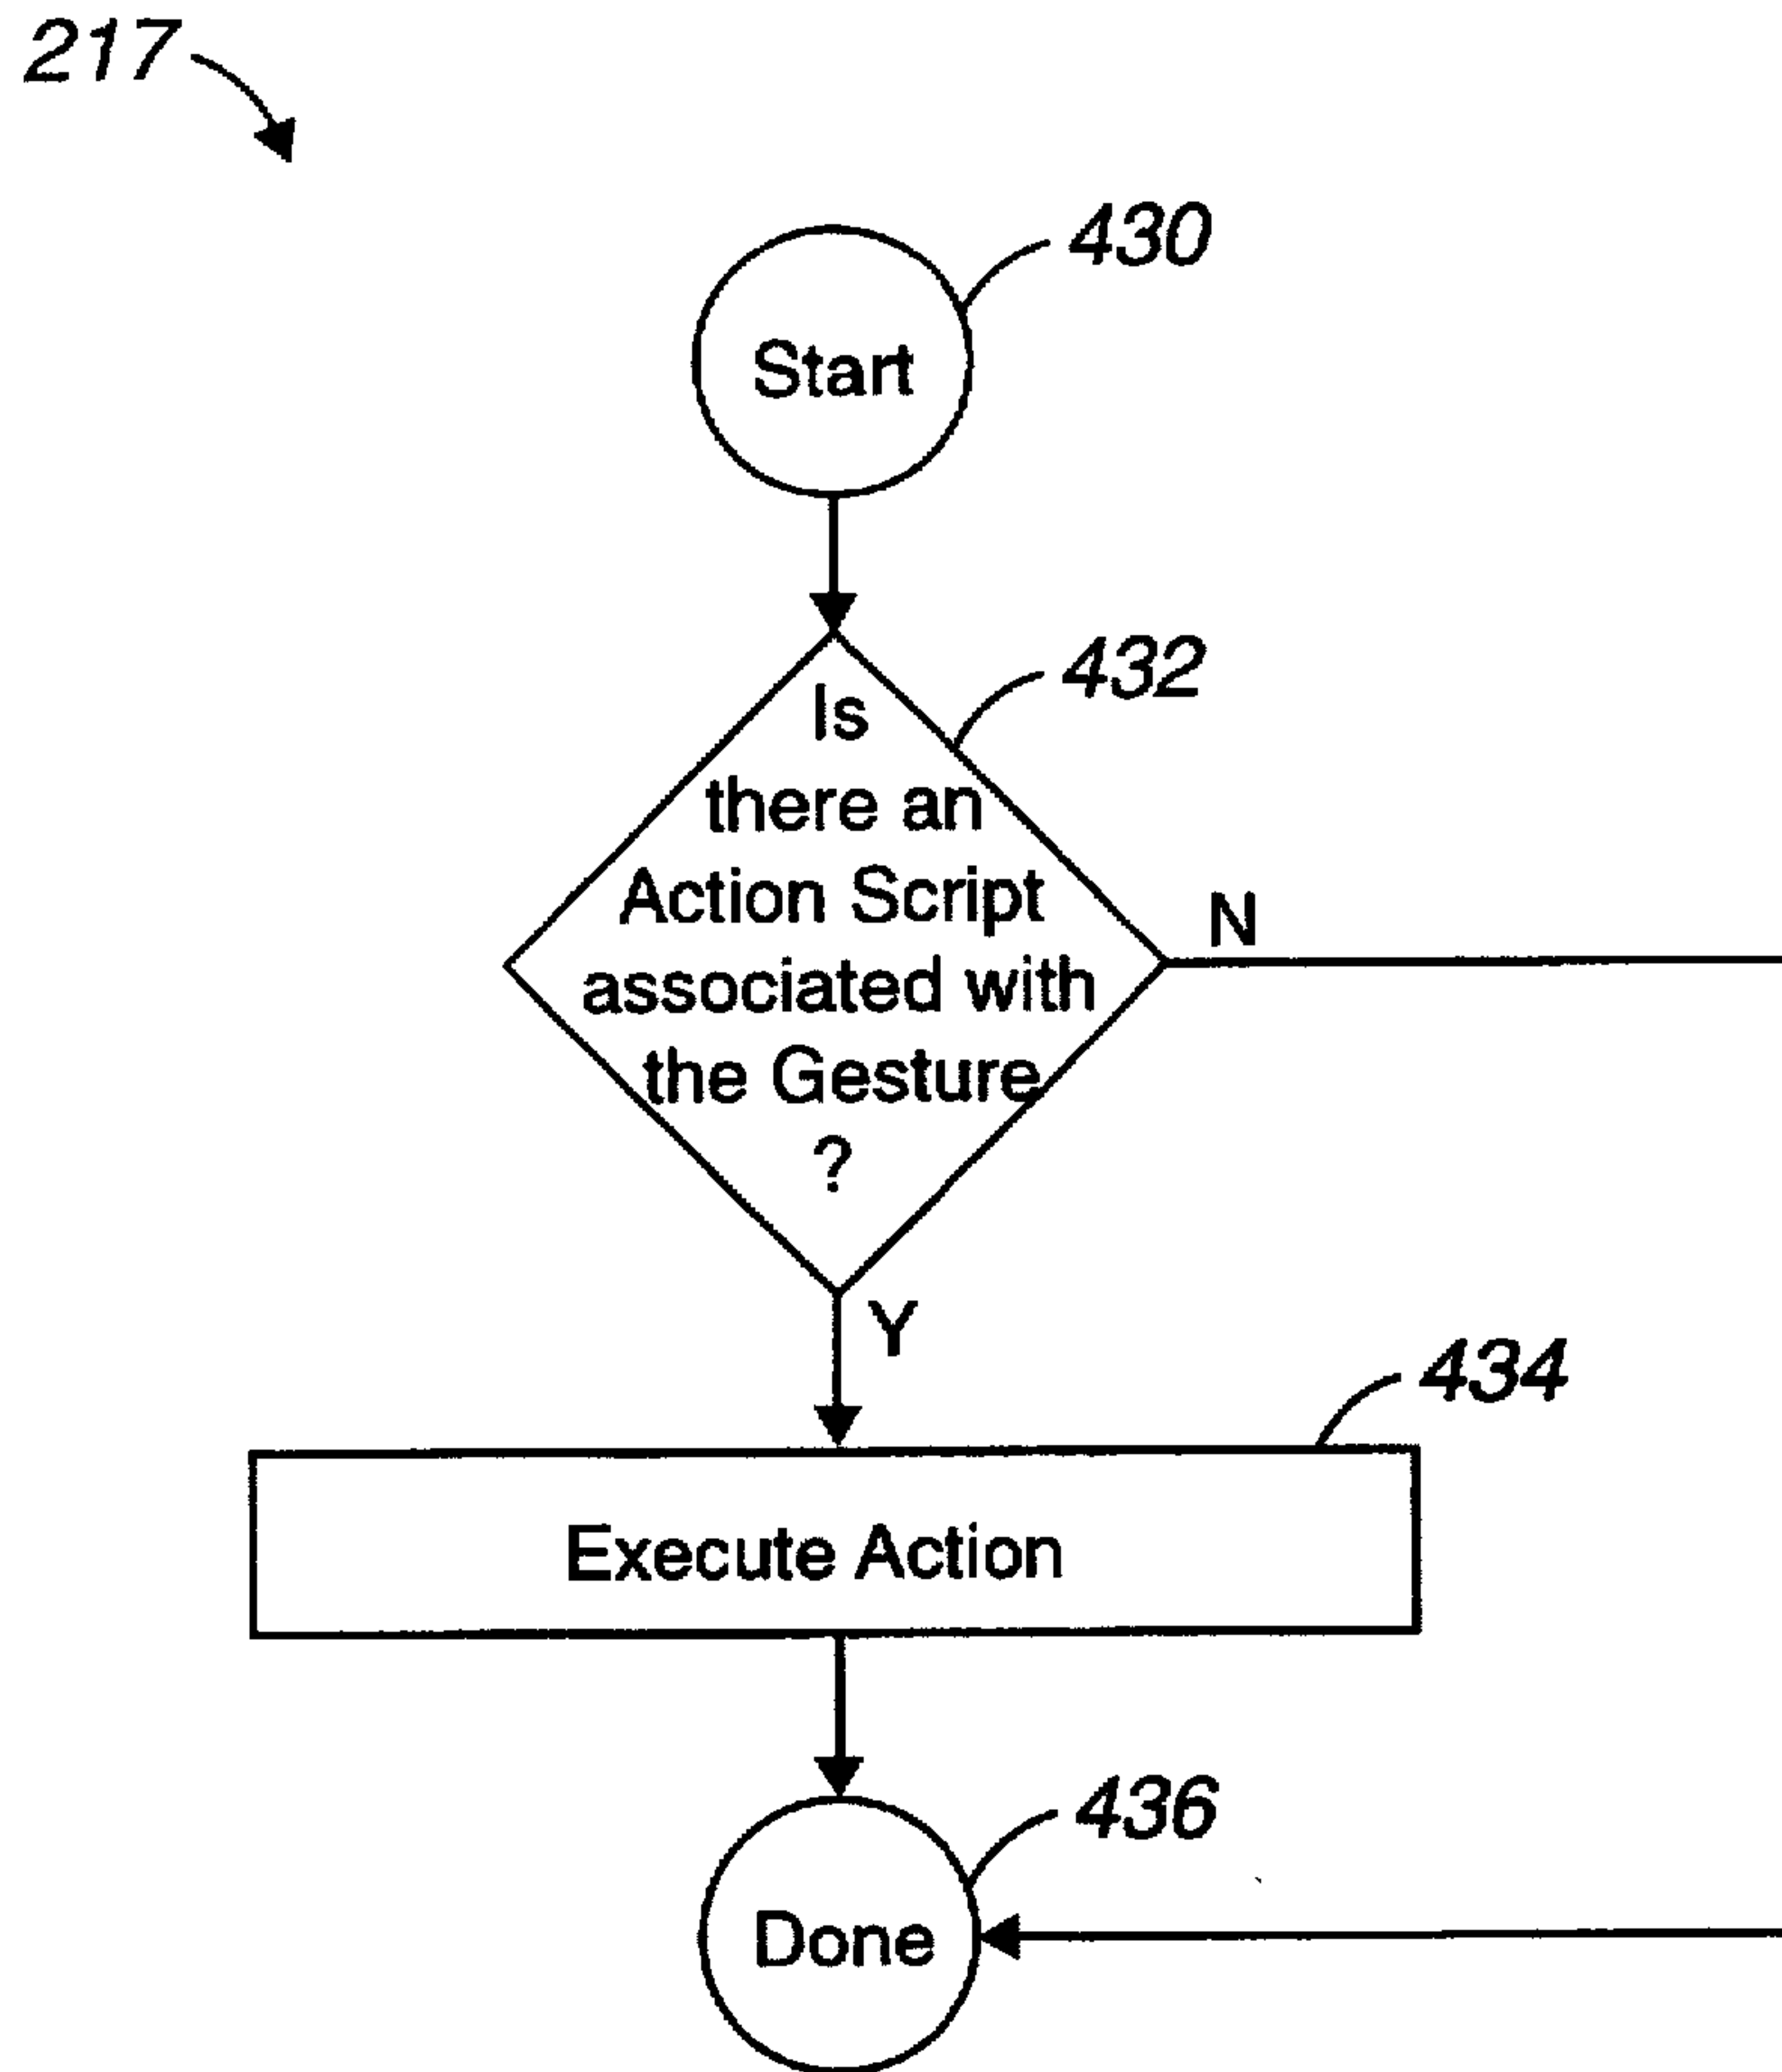 217
430
Start
432
Is
there an
Action Script
associated with
the Gesture
?
N
Y
434
Execute Action
436
Done